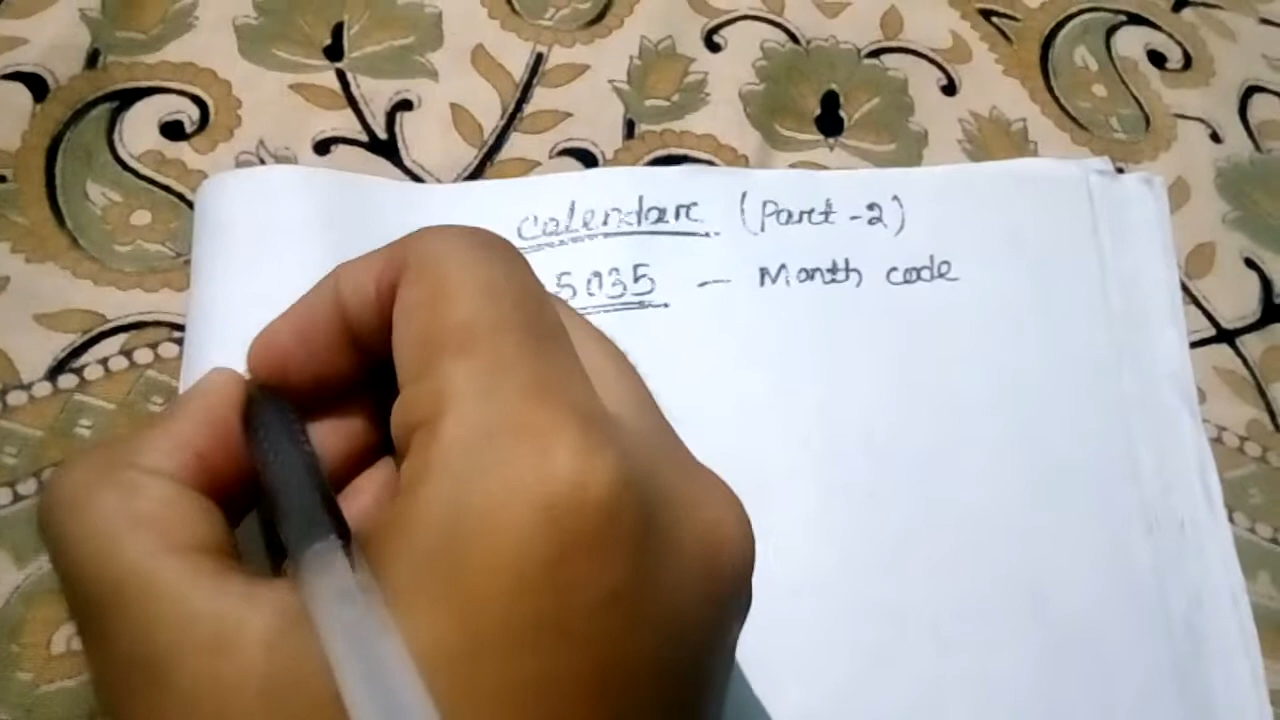 Calendar (Part-2)
5035 — Month code